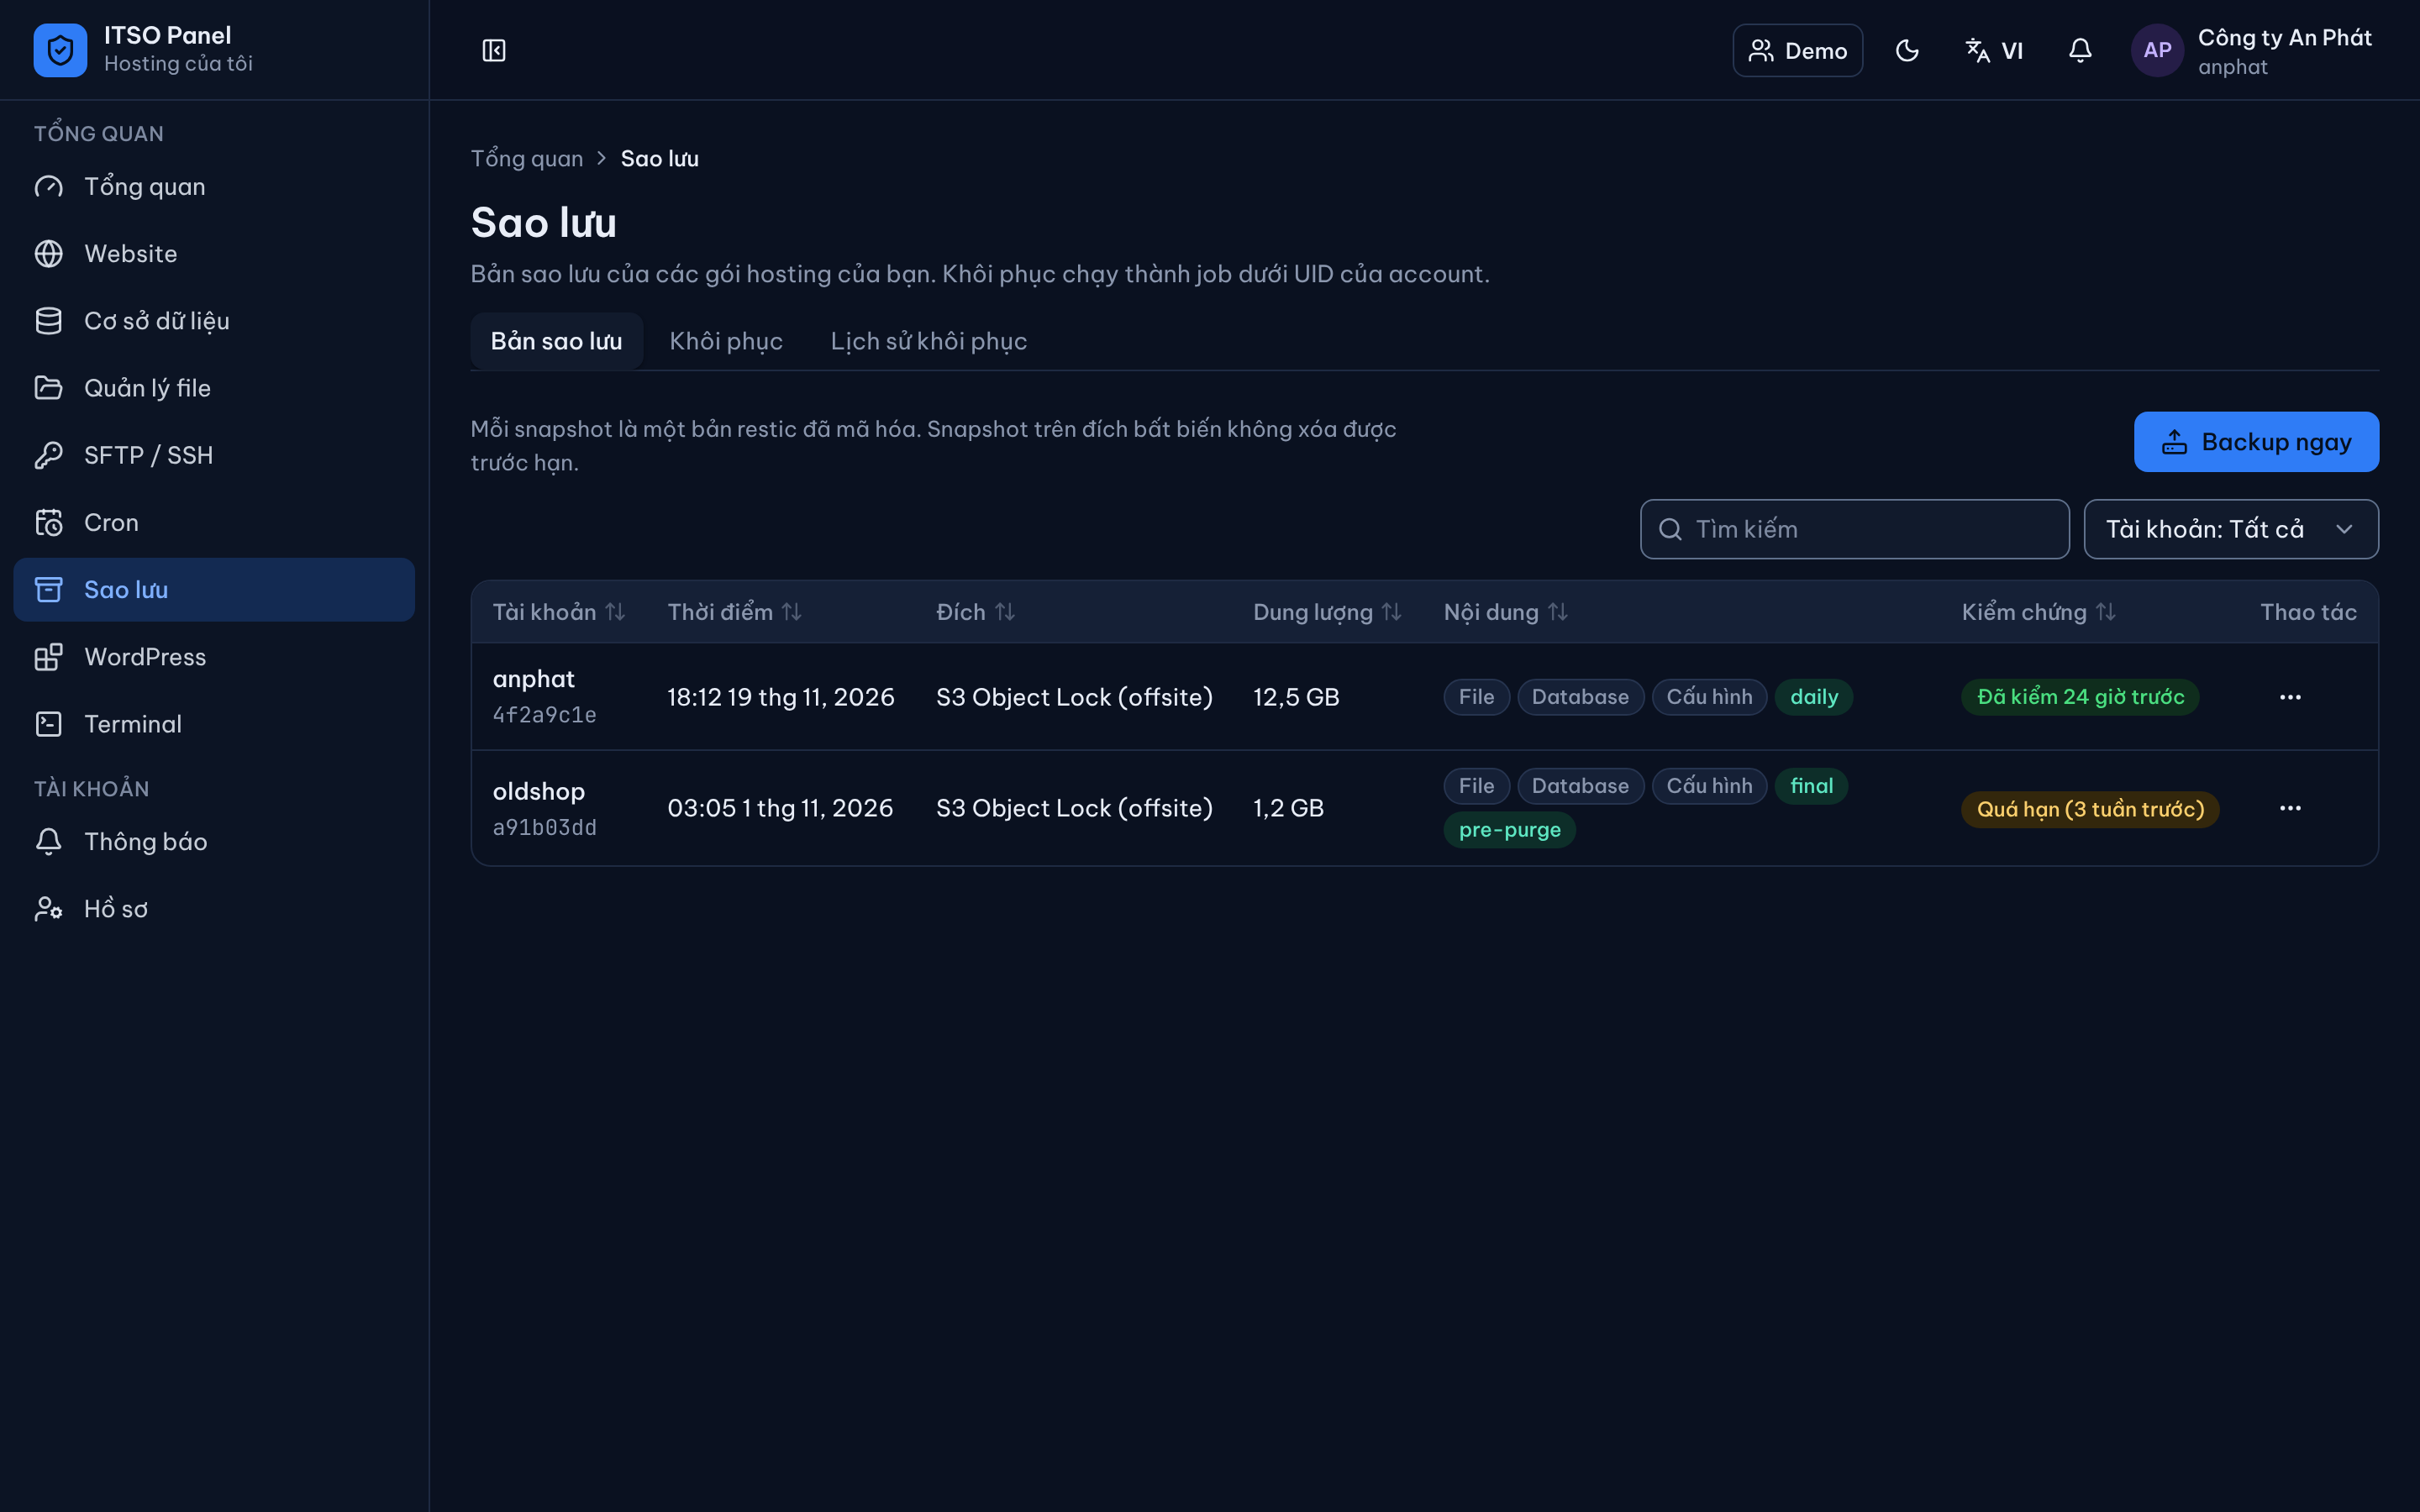 ITSO Panel
Hosting của tôi
Demo
VI
AP
Công ty An Phát
anphat
TỔNG QUAN
Tổng quan
Website
Cơ sở dữ liệu
Quản lý file
SFTP / SSH
Cron
Sao lưu
WordPress
Terminal
TÀI KHOẢN
Thông báo
Hồ sơ
Tổng quan > Sao lưu
Sao lưu
Bản sao lưu của các gói hosting của bạn. Khôi phục chạy thành job dưới UID của account.
Bản sao lưu Khôi phục Lịch sử khôi phục
Mỗi snapshot là một bản restic đã mã hóa. Snapshot trên đích bất biến không xóa được
trước hạn.
Backup ngay
Tìm kiếm
Tài khoản: Tất cả
Tài khoản Thời điểm Đích Dung lượng Nội dung Kiểm chứng Thao tác
anphat
4f2a9c1e
18:12 19 thg 11, 2026 S3 Object Lock (offsite) 12,5 GB File Database Cấu hình daily Đã kiểm 24 giờ trước
oldshop
a91b03dd
03:05 1 thg 11, 2026 S3 Object Lock (offsite) 1,2 GB File Database Cấu hình final
pre-purge
Quá hạn (3 tuần trước)